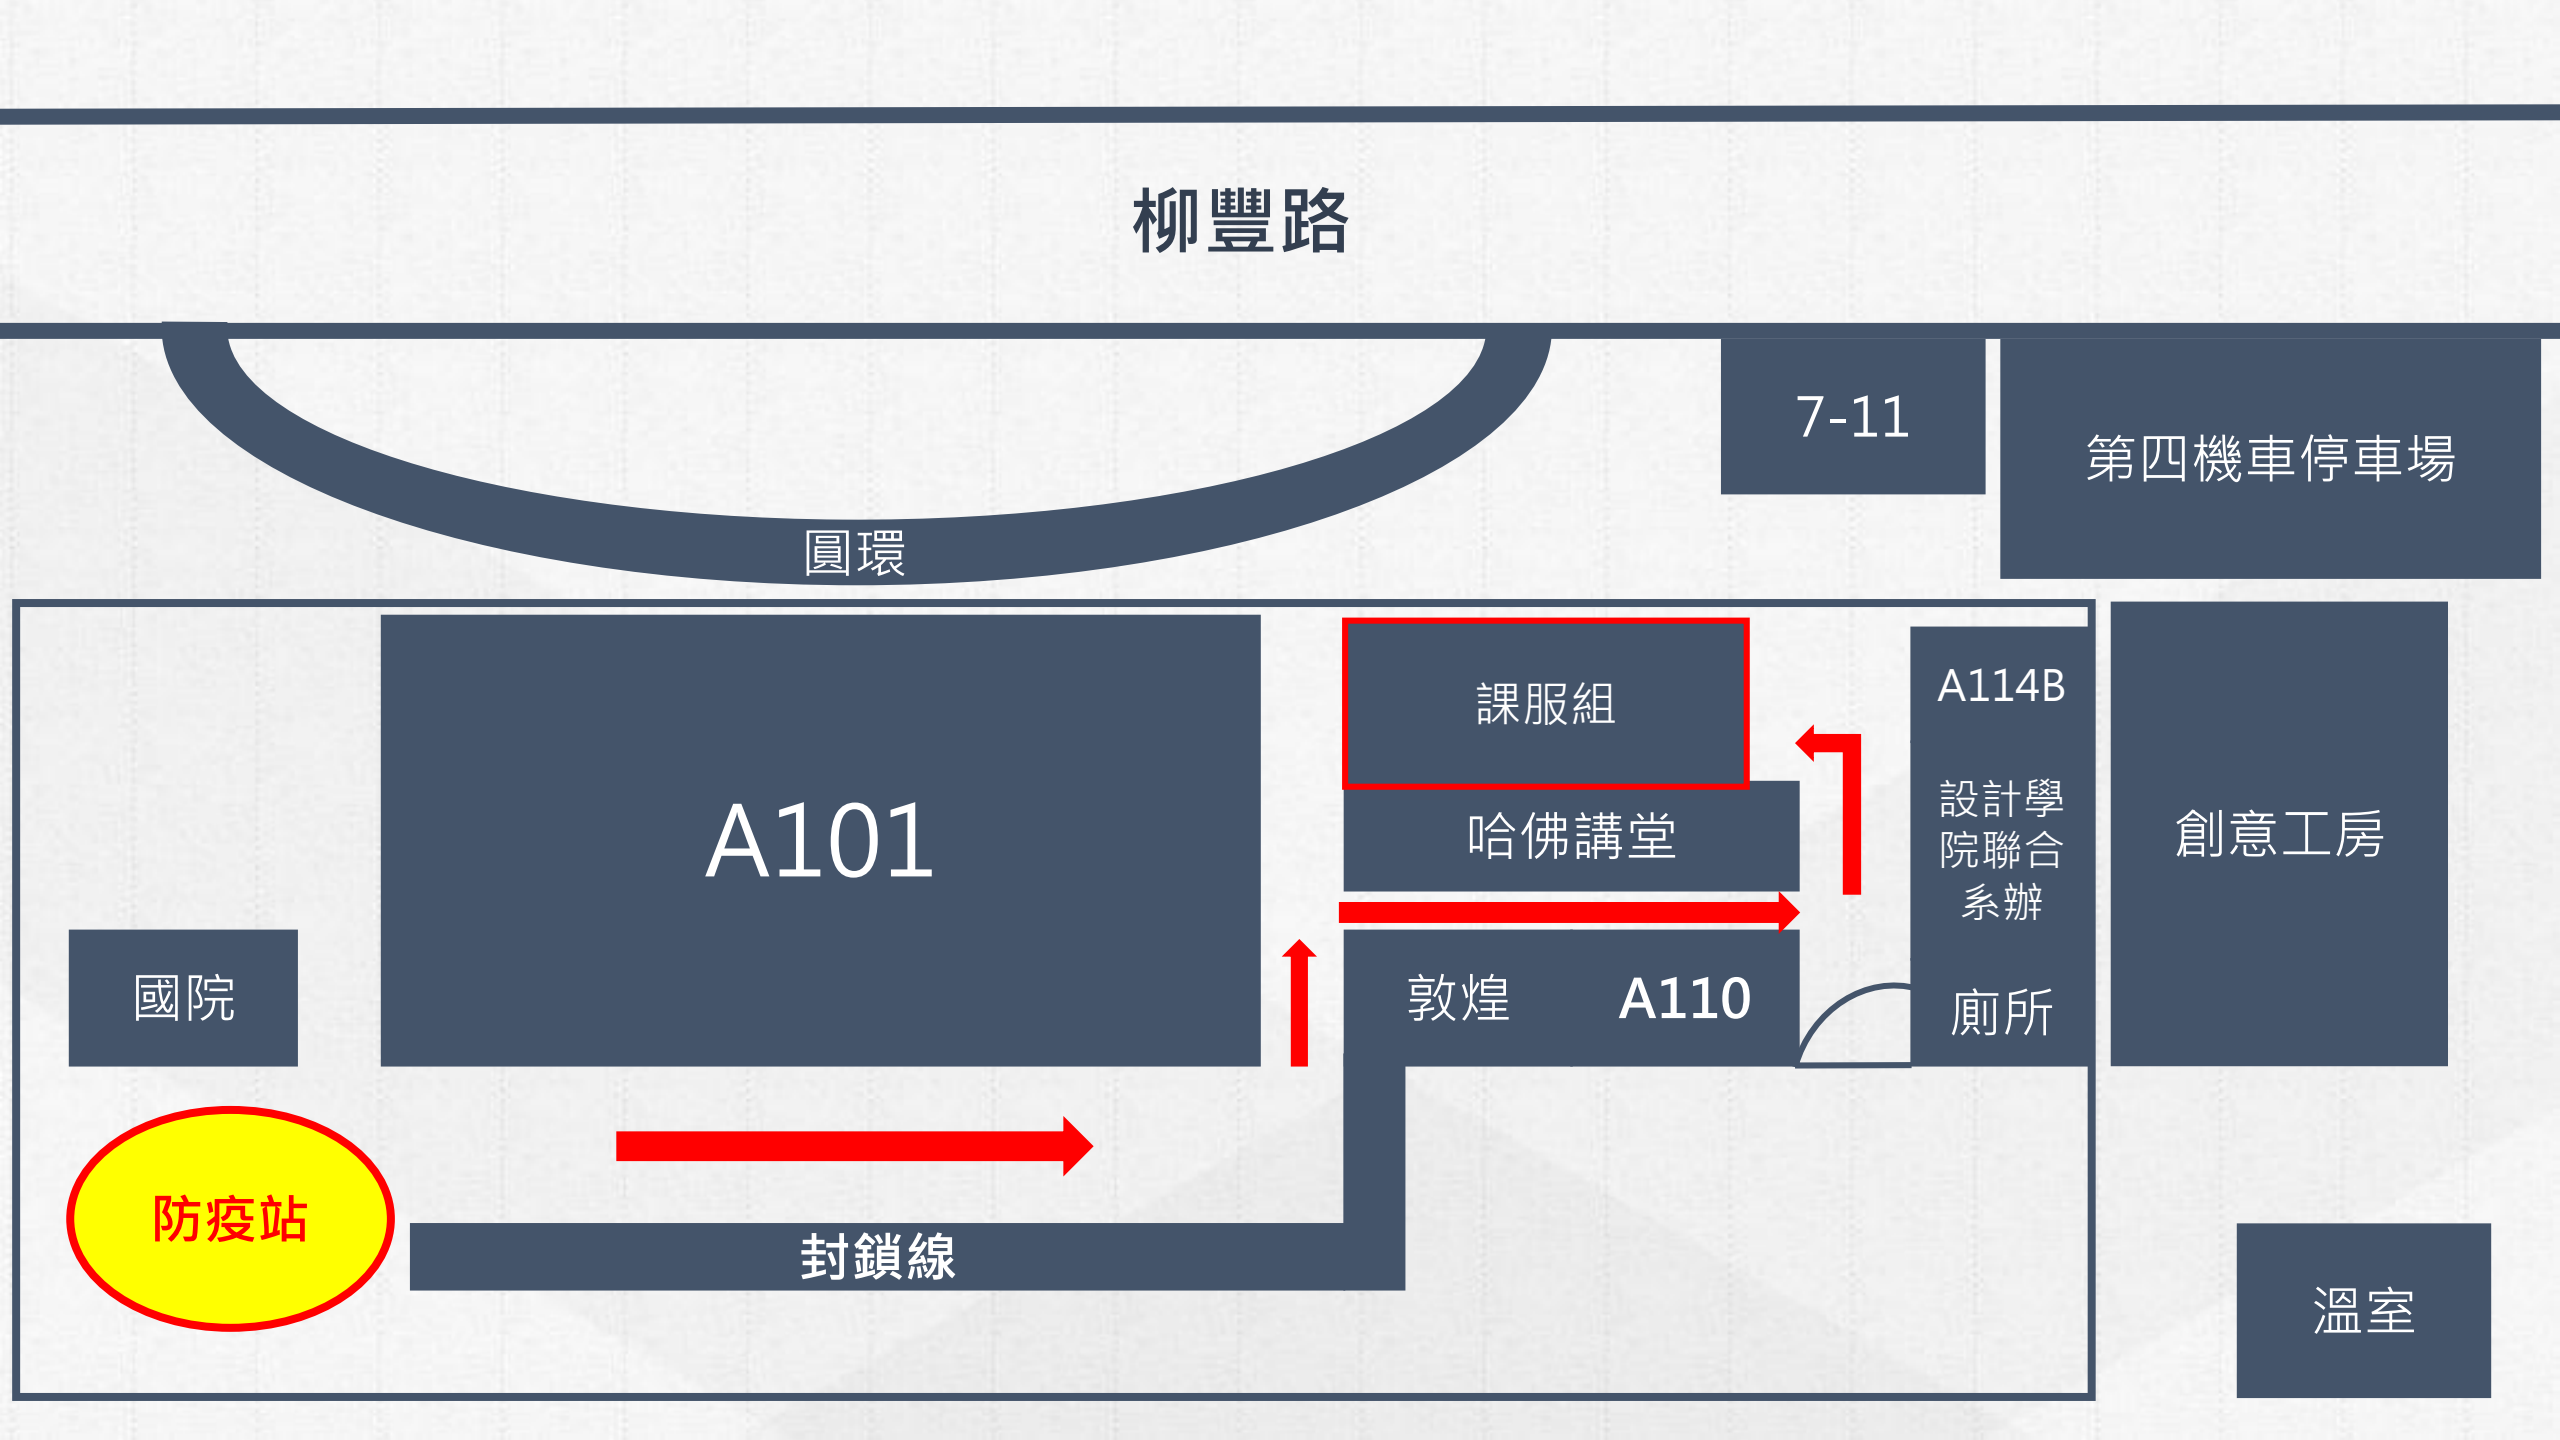 柳豐路
7-11
第四機車停車場
圓環
A101
課服組
哈佛講堂
A114B
設計學
院聯合
系辦
創意工房
國院
敦煌
A110
廁所
防疫站
封鎖線
溫室